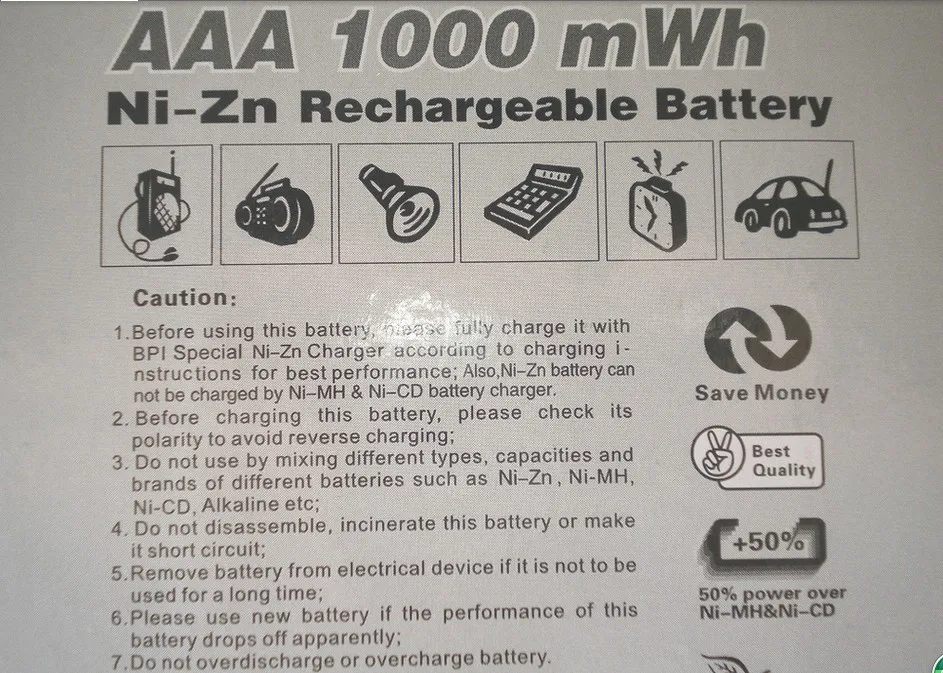 AAA 1000 mWh
Ni-Zn Rechargeable Battery
Caution:
1.Before using this battery, please fully charge it with
BPI Special Ni-Zn Charger according to charging i-
nstructions for best performance; Also,Ni-Zn battery can
not be charged by Ni-MH & Ni-CD battery charger.
2. Before charging this battery, please check its
polarity to avoid reverse charging;
3. Do not use by mixing different types, capacities and
brands of different batteries such as Ni-Zn, Ni-MH,
Ni-CD, Alkaline etc;
4. Do not disassemble, incinerate this battery or make
it short circuit;
5.Remove battery from electrical device if it is not to be
used for a long time;
6.Please use new battery if the performance of this
battery drops off apparently;
7.Do not overdischarge or overcharge battery.
Save Money
Best
Quality
+50%
50% power over
Ni-MH&Ni-CD